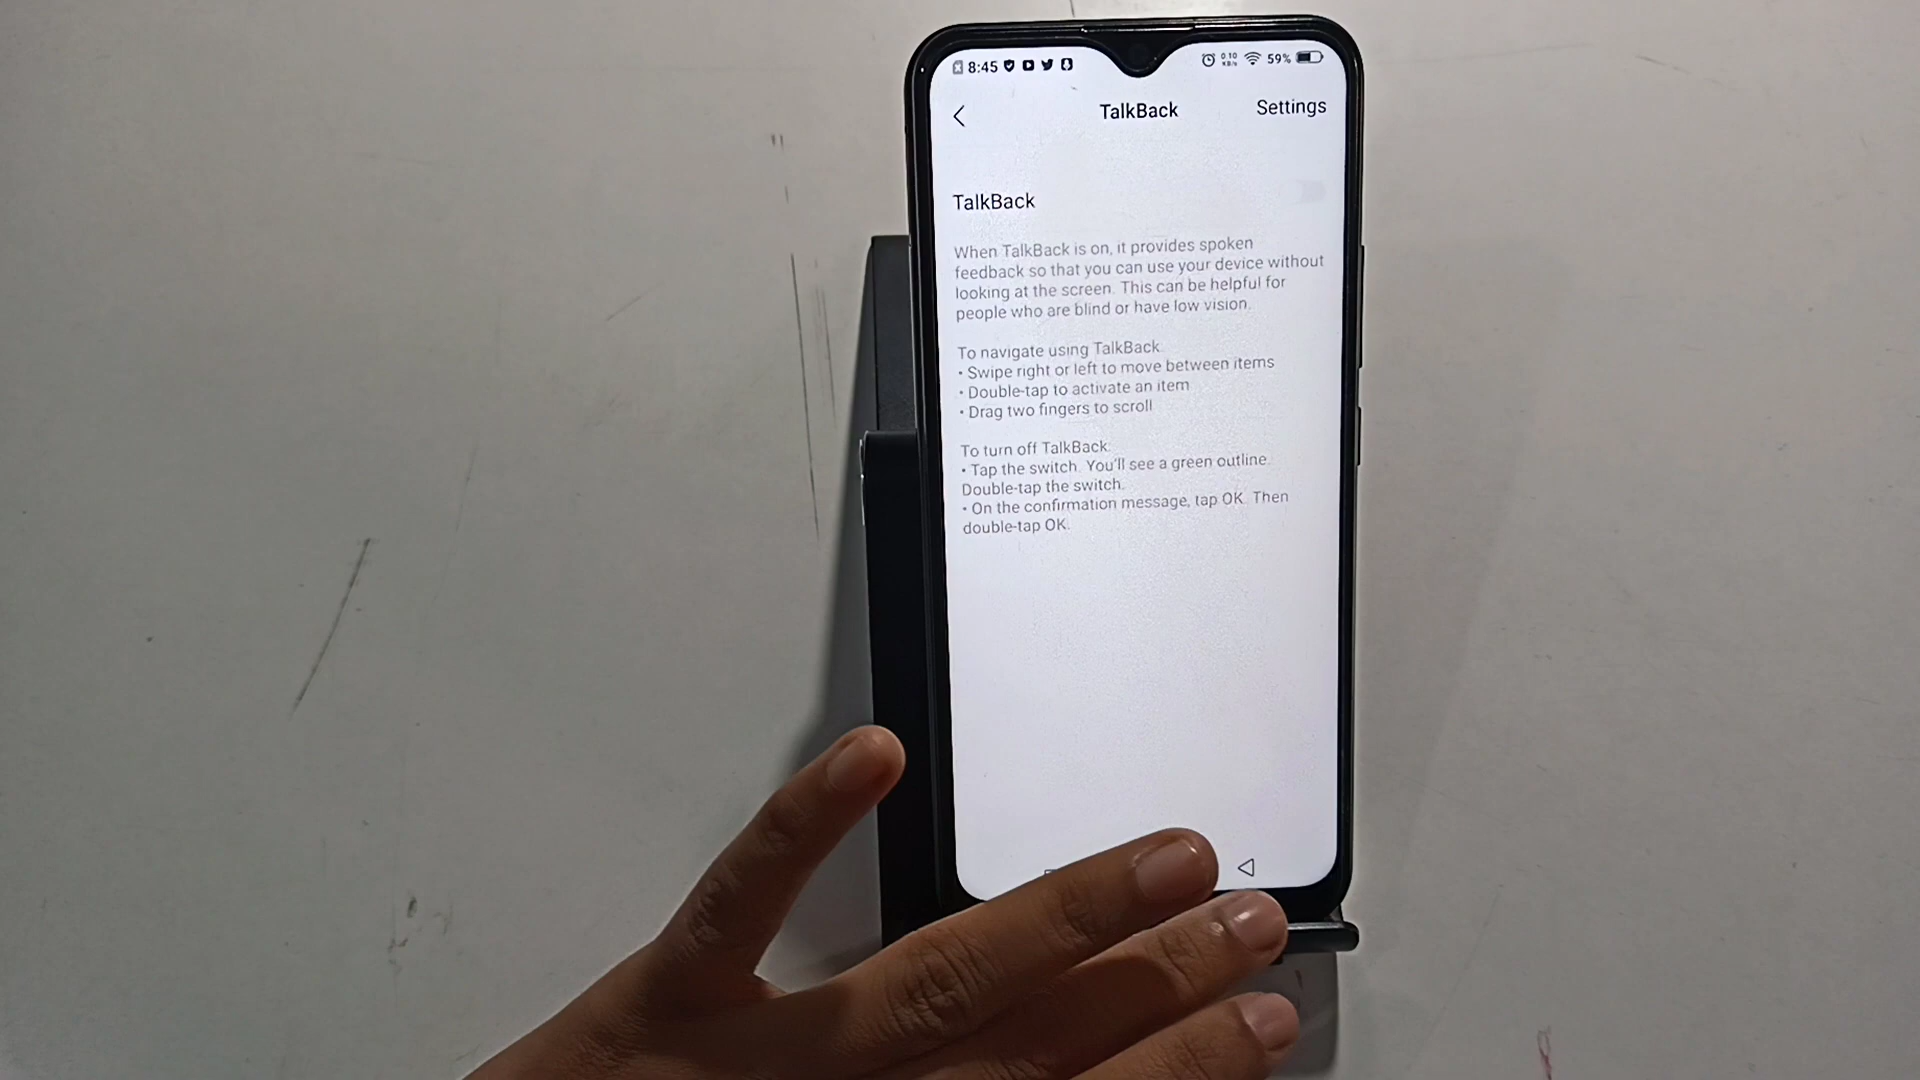 8:45
0.10
KB/s
59%
TalkBack
Settings
TalkBack
When TalkBack is on, it provides spoken
feedback so that you can use your device without
looking at the screen. This can be helpful for
people who are blind or have low vision.
To navigate using TalkBack:
• Swipe right or left to move between items
• Double-tap to activate an item
• Drag two fingers to scroll
To turn off TalkBack:
• Tap the switch. You'll see a green outline.
Double-tap the switch.
• On the confirmation message, tap OK. Then
double-tap OK.